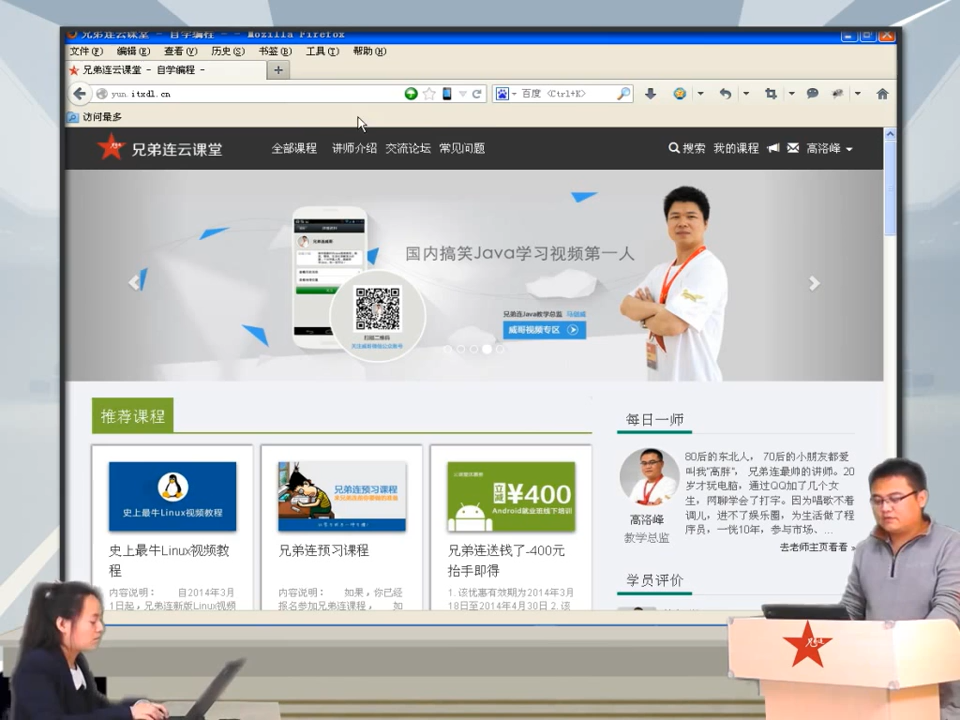 兄弟连云课堂 - 自学编程 - - Mozilla Firefox
文件(F) 编辑(E) 查看(V) 历史(S) 书签(B) 工具(T) 帮助(H)
兄弟连云课堂 - 自学编程 -
yun.itxdl.cn
百度 <Ctrl+K>
访问最多
兄弟连云课堂
全部课程 讲师介绍 交流论坛 常见问题
搜索 我的课程 高洛峰
国内搞笑Java学习视频第一人
兄弟连Java教学总监
威哥视频专区
扫描二维码
推荐课程
每日一师
史上最牛Linux视频教程
兄弟连预习课程
立减¥400
Android就业班线下培训
80后的东北人, 70后的小朋友都爱
叫我"高胖", 兄弟连最帅的讲师。20
岁才玩电脑,通过QQ加了几个女
生,网聊学会了打字。因为唱歌不着
调儿,进不了娱乐圈,为生活做了程
序员,一恍10年,参与市场、...
高洛峰
教学总监
去老师主页看看 »
史上最牛Linux视频教
程
兄弟连预习课程
兄弟连送钱了-400元
抬手即得
内容说明: 自2014年3月
1日起,兄弟连新版Linux视频
内容说明: 如果,你已经
报名参加兄弟连课程, 如
1. 该优惠有效期为2014年3月
18日至2014年4月30日 2. 该
学员评价